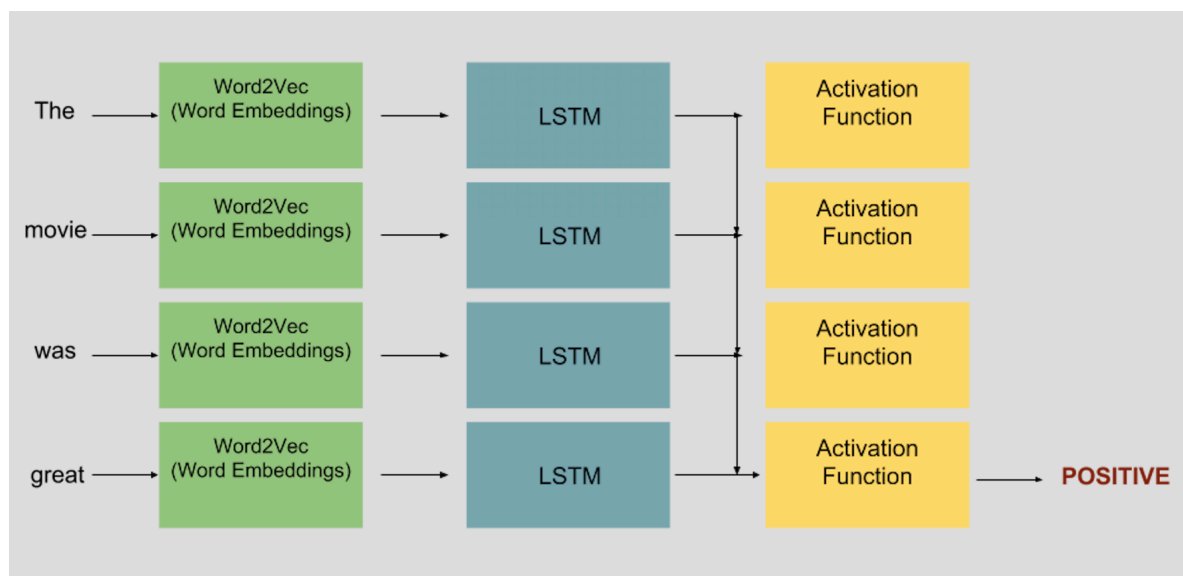 The
Word2Vec
(Word Embeddings)
LSTM
Activation
Function
movie
Word2Vec
(Word Embeddings)
LSTM
Activation
Function
was
Word2Vec
(Word Embeddings)
LSTM
Activation
Function
great
Word2Vec
(Word Embeddings)
LSTM
Activation
Function
POSITIVE